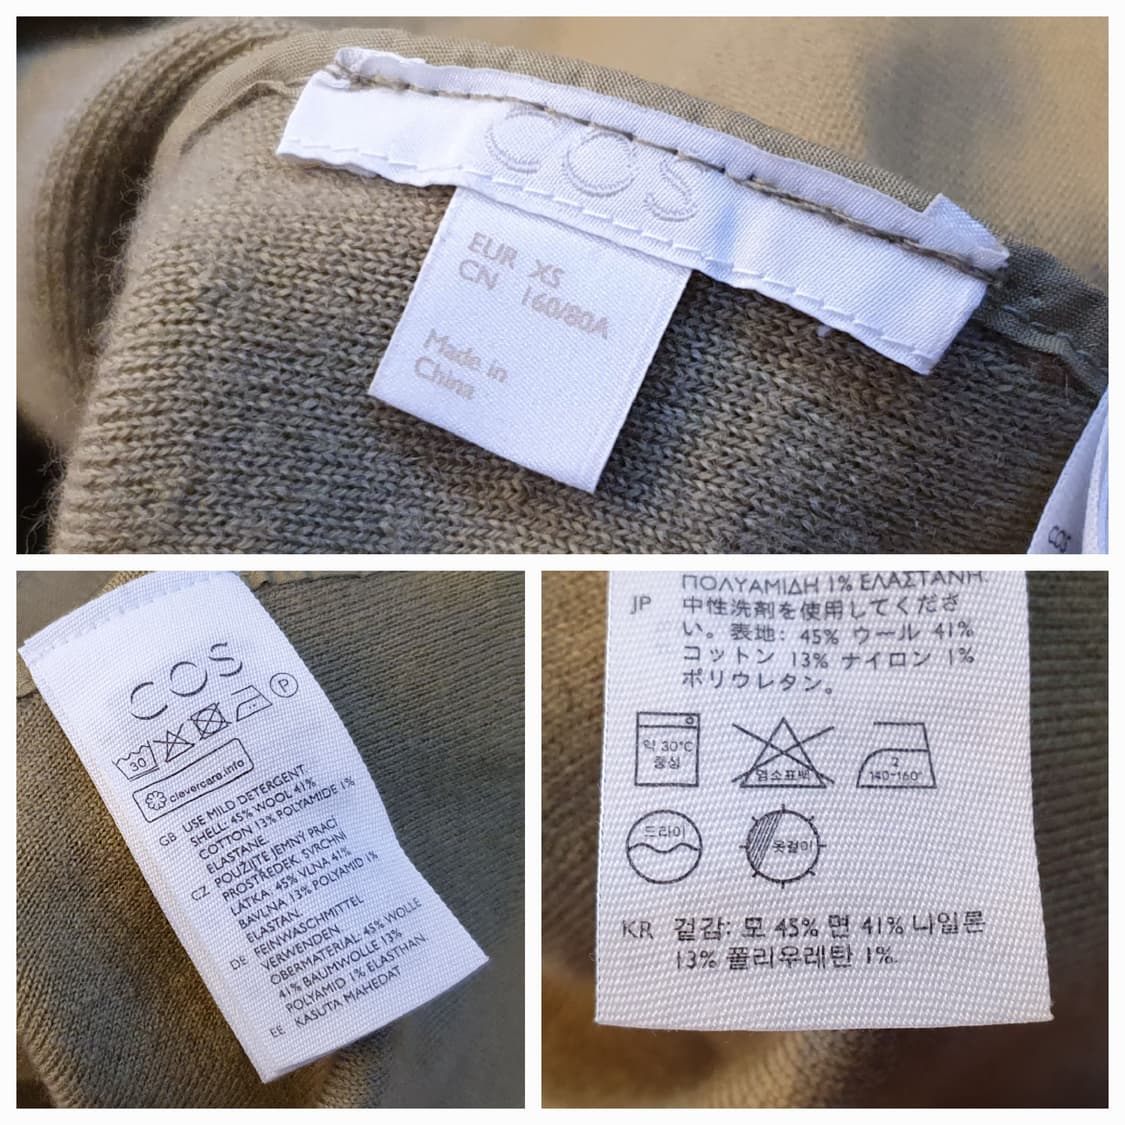 COS
EUR XS
CN 160/80A
Made in
China
COS
COS
30
P
clevercare.info
GB USE MILD DETERGENT
SHELL: 45% WOOL 41%
COTTON 13% POLYAMIDE 1%
ELASTANE.
CZ POUŽIJTE JEMNÝ PRACÍ
PROSTŘEDEK. SVRCHNÍ
LÁTKA: 45% VLNA 41%
BAVLNA 13% POLYAMID 1%
ELASTAN.
DE FEINWASCHMITTEL
VERWENDEN
OBERMATERIAL: 45% WOLLE
41% BAUMWOLLE 13%
POLYAMID 1% ELASTHAN.
EE KASUTA MAHEDAT
ΠΟΛΥΑΜΙΔΗ 1% ΕΛΑΣΤΑΝΗ.
JP 中性洗剤を使用してくださ
い。表地: 45% ウール 41%
コットン 13% ナイロン 1%
ポリウレタン。
약 30°C
중성
염소표백
2
140~160°
드라이
옷걸이
KR 겉감: 모 45% 면 41% 나일론
13% 폴리우레탄 1%.